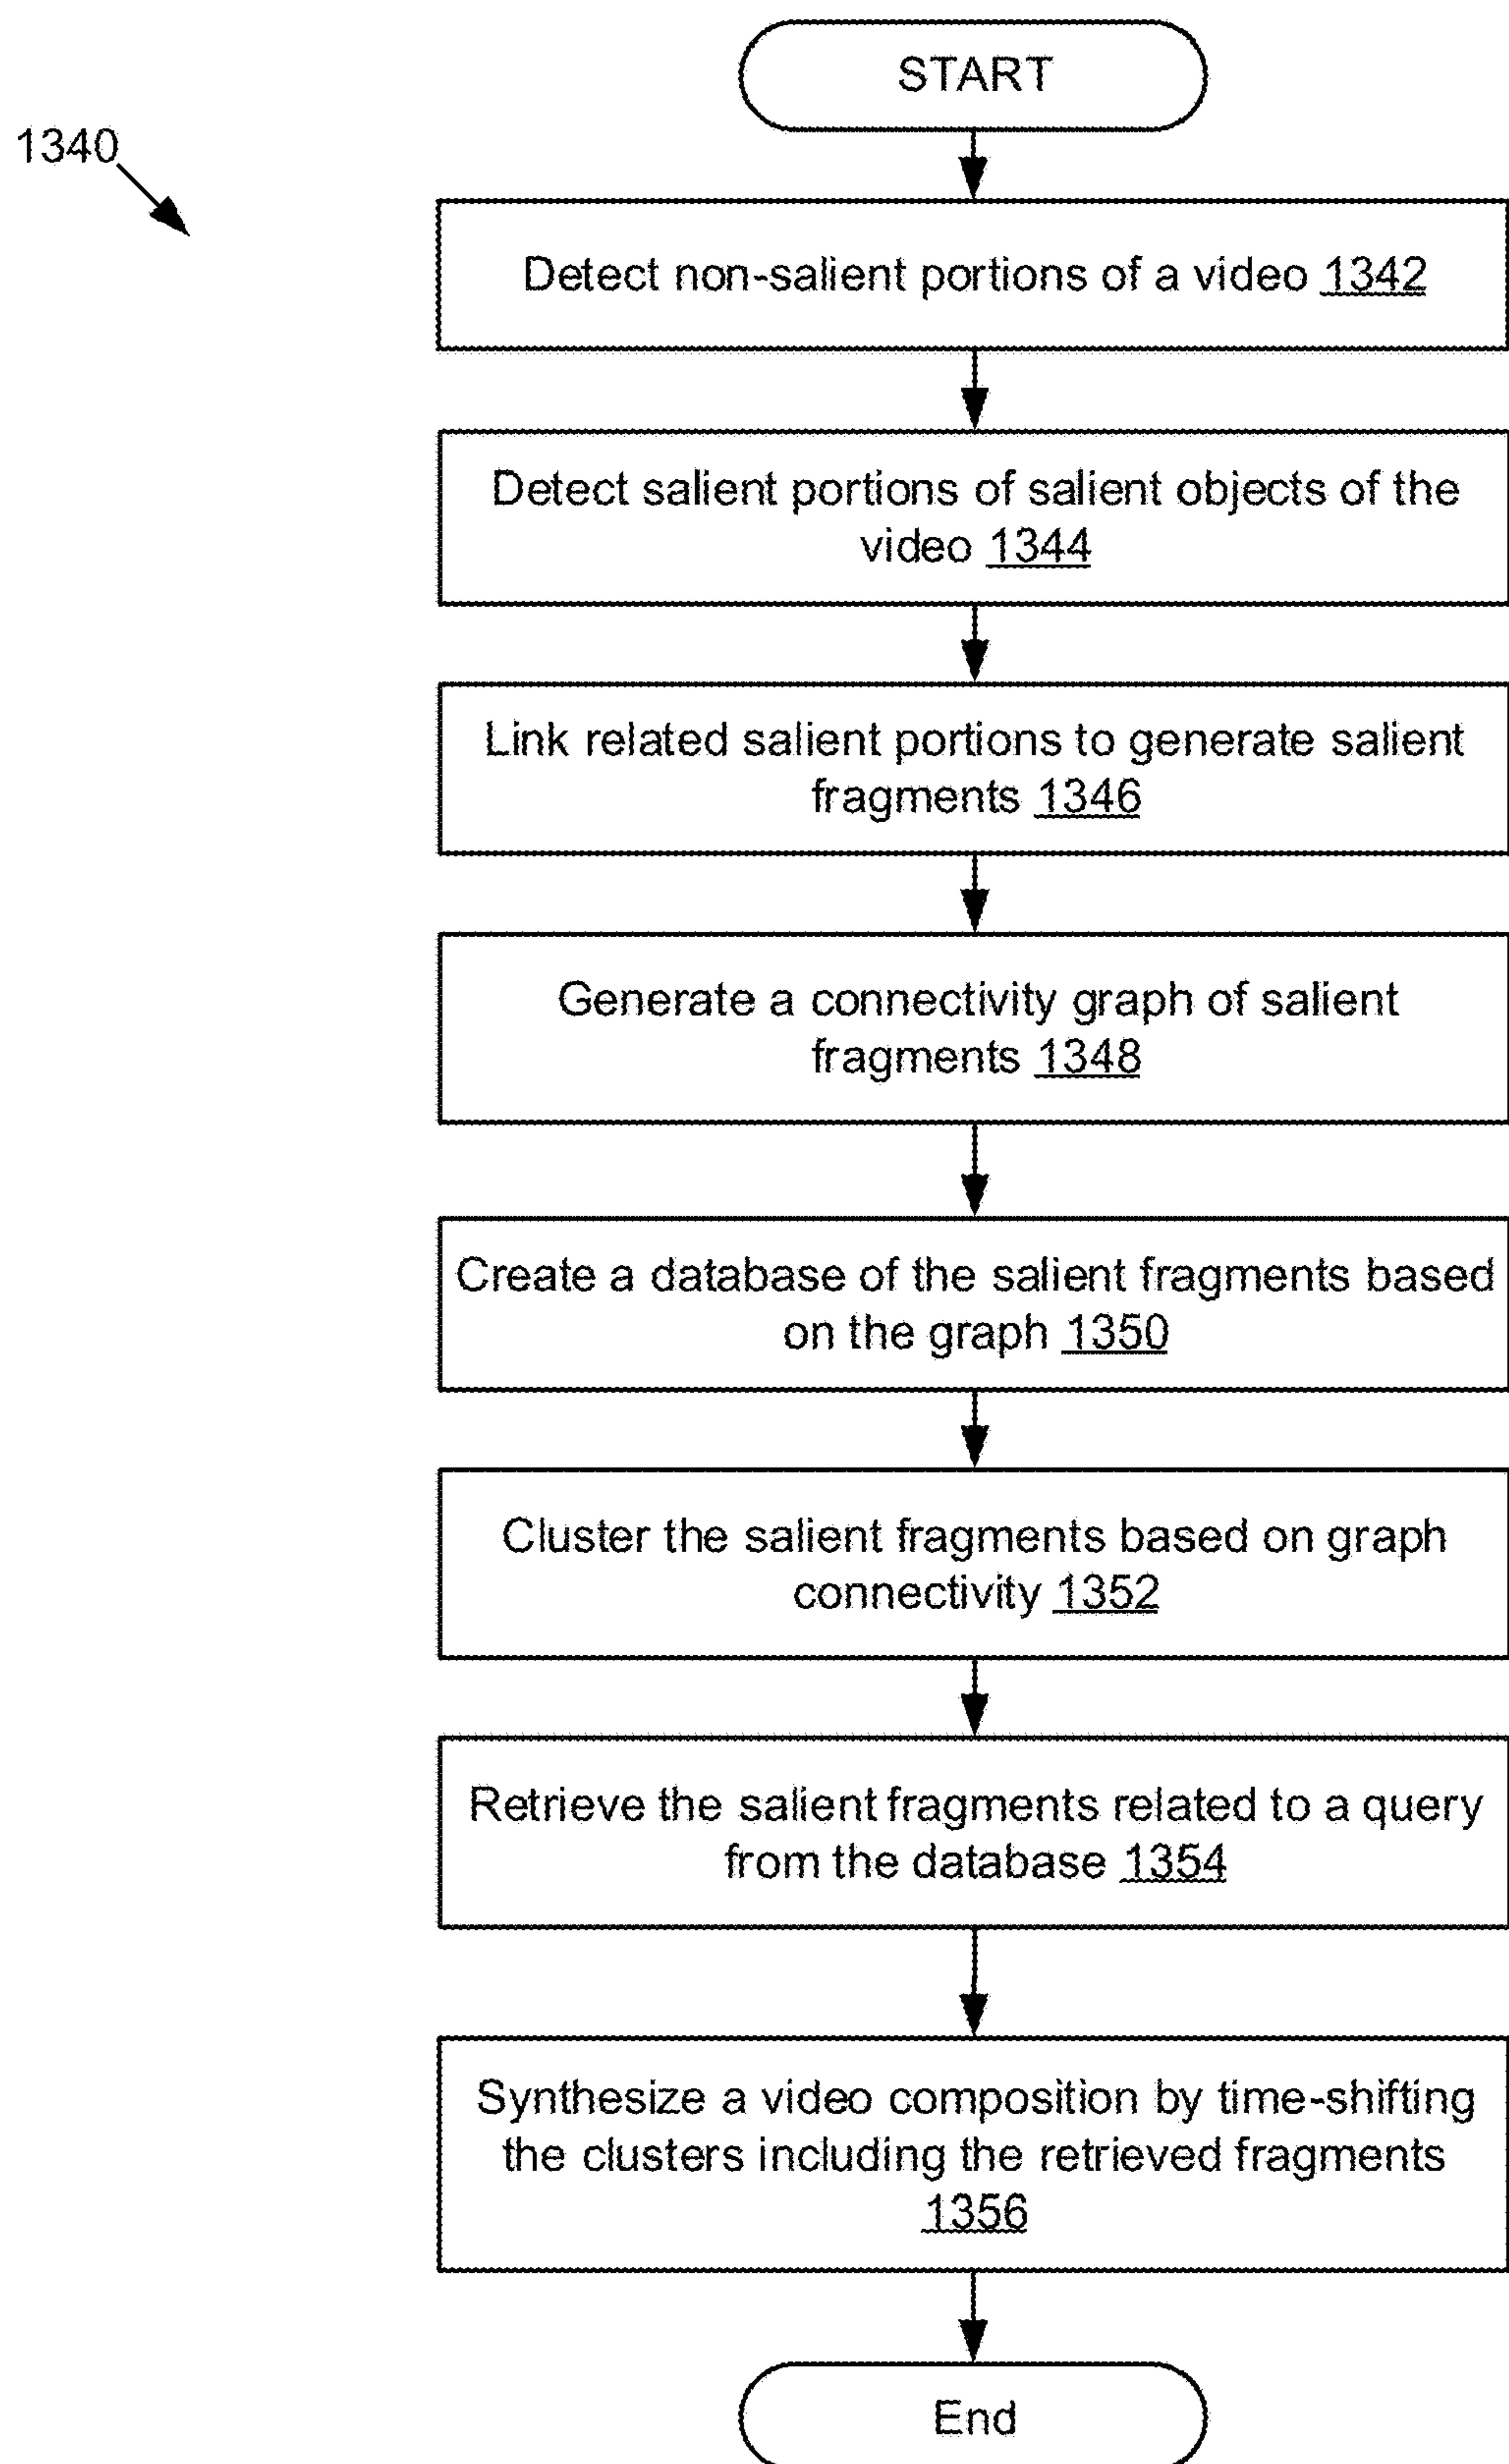 START
1340
Detect non-salient portions of a video 1342
Detect salient portions of salient objects of the
video 1344
Link related salient portions to generate salient
fragments 1346
Generate a connectivity graph of salient
fragments 1348
Create a database of the salient fragments based
on the graph 1350
Cluster the salient fragments based on graph
connectivity 1352
Retrieve the salient fragments related to a query
from the database 1354
Synthesize a video composition by time-shifting
the clusters including the retrieved fragments
1356
End